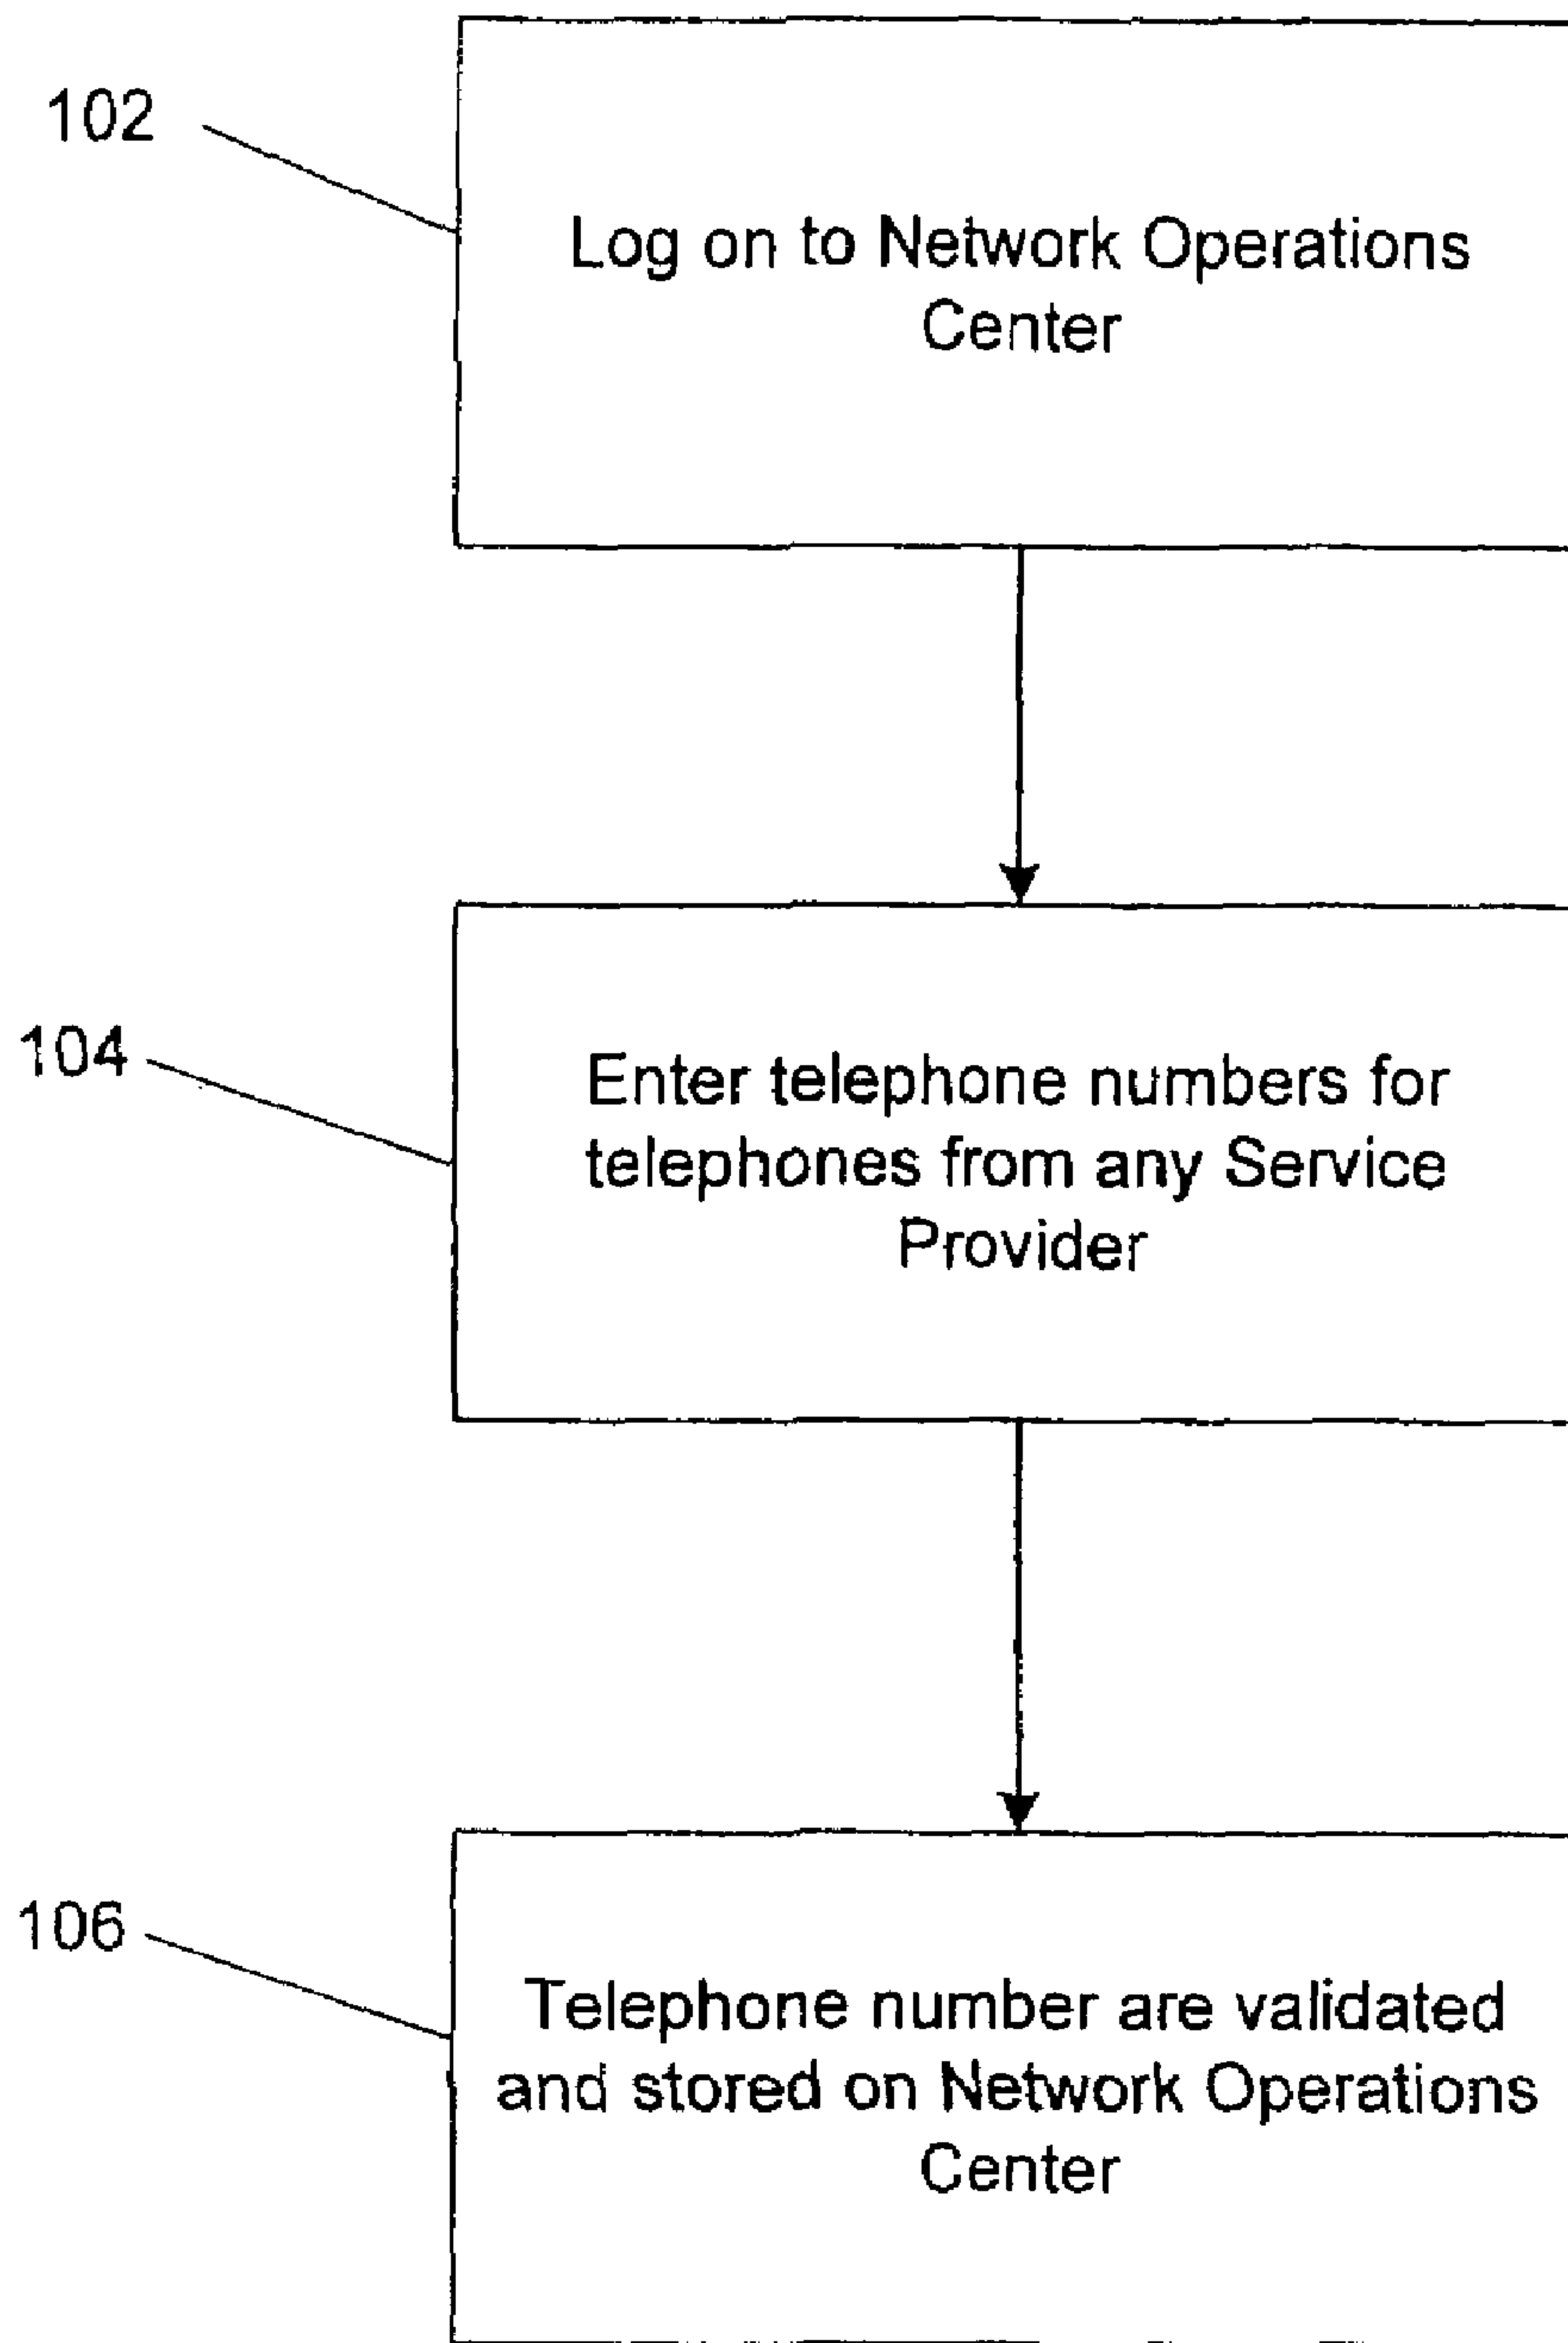 102
Log on to Network Operations
Center
104
Enter telephone numbers for
telephones from any Service
Provider
106
Telephone number are validated
and stored on Network Operations
Center